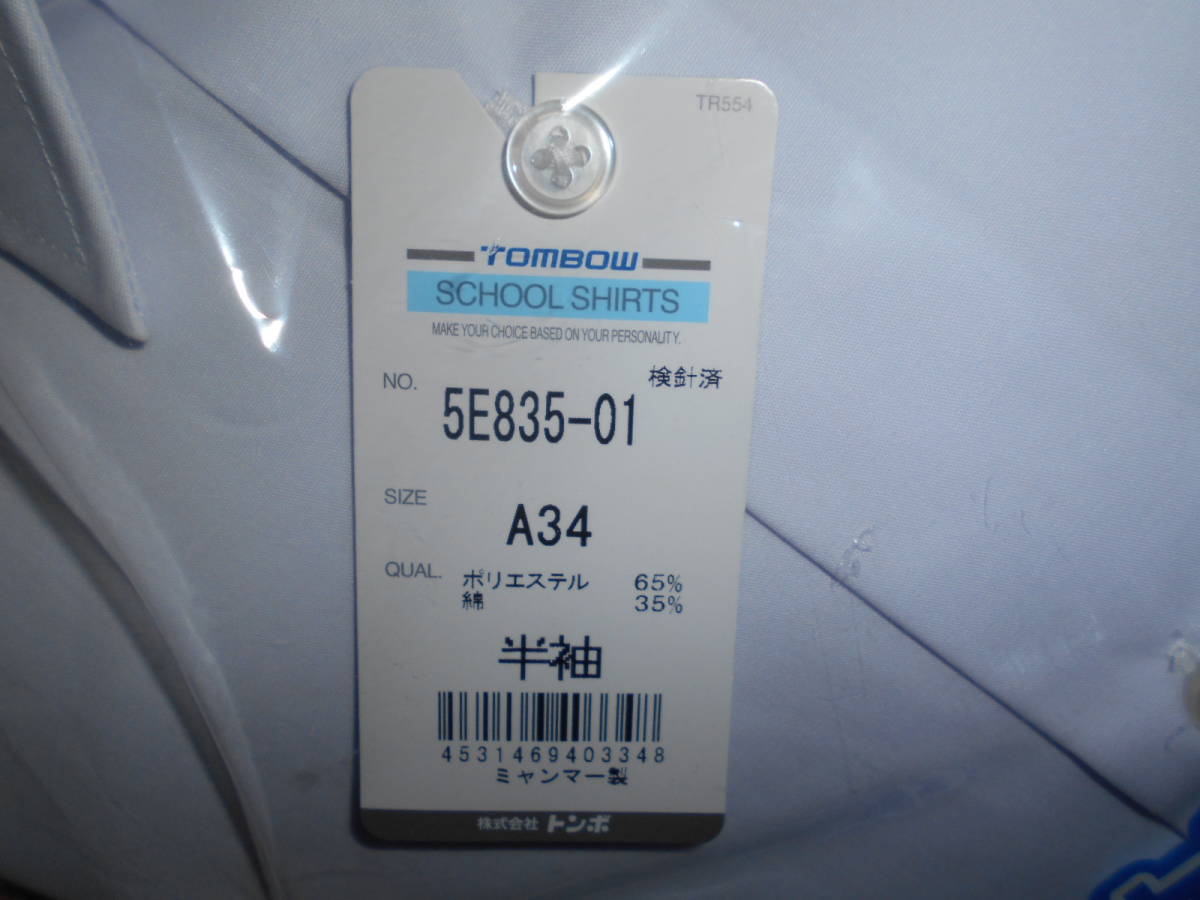 TR554
TOMBOW
SCHOOL SHIRTS
MAKE YOUR CHOICE BASED ON YOUR PERSONALITY.
検針済
NO. 5E835-01
SIZE A34
QUAL. ポリエステル 65%
綿 35%
半袖
4531469403348
ミャンマー製
株式会社 トンボ